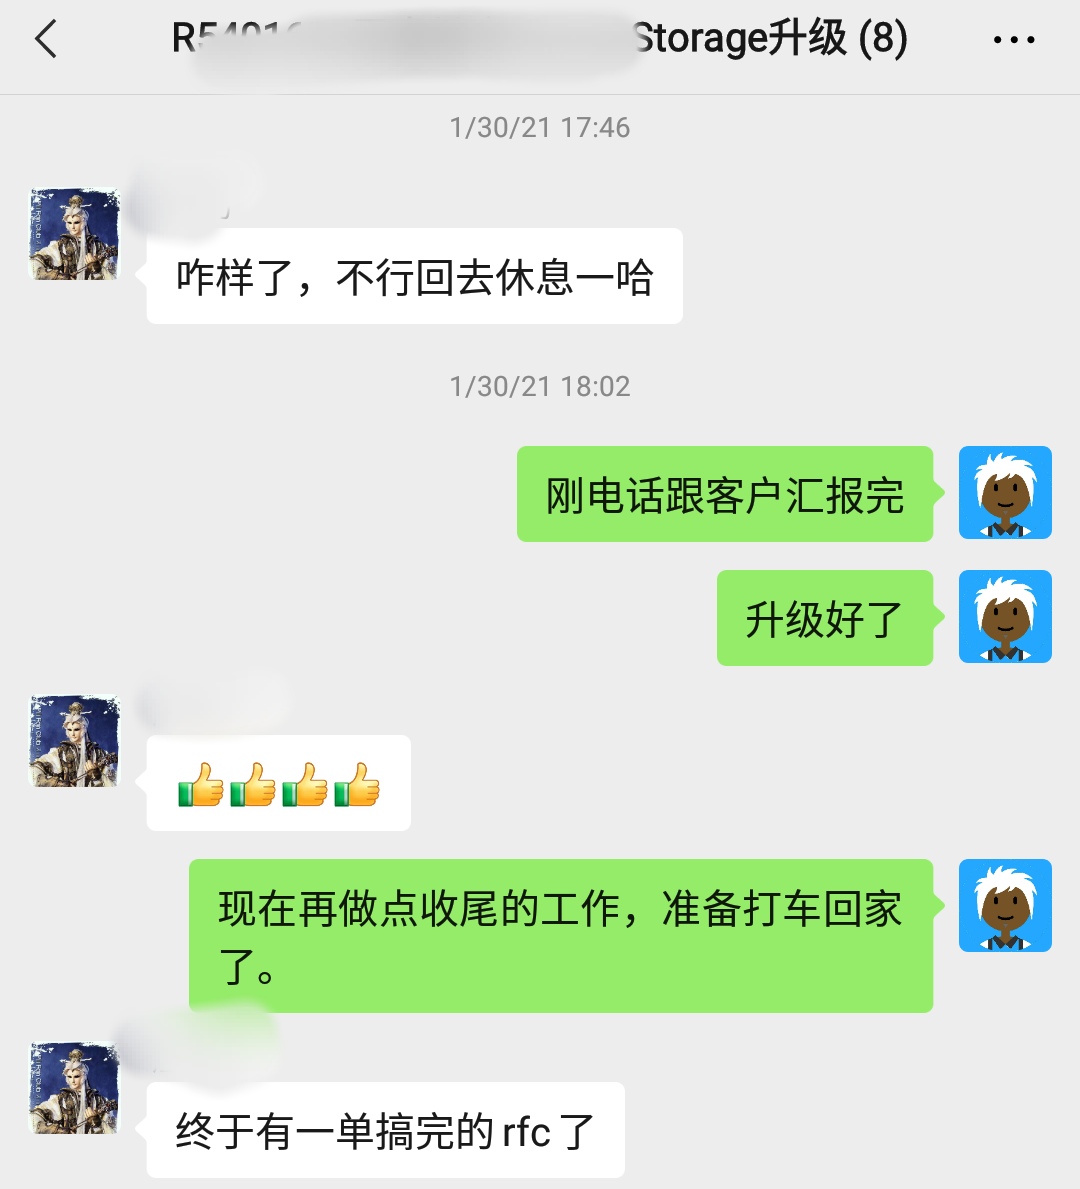 Storage升级 (8)
1/30/21 17:46
咋样了，不行回去休息一哈
1/30/21 18:02
刚电话跟客户汇报完
升级好了
👍👍👍👍
现在再做点收尾的工作，准备打车回家
了。
终于有一单搞完的rfc了